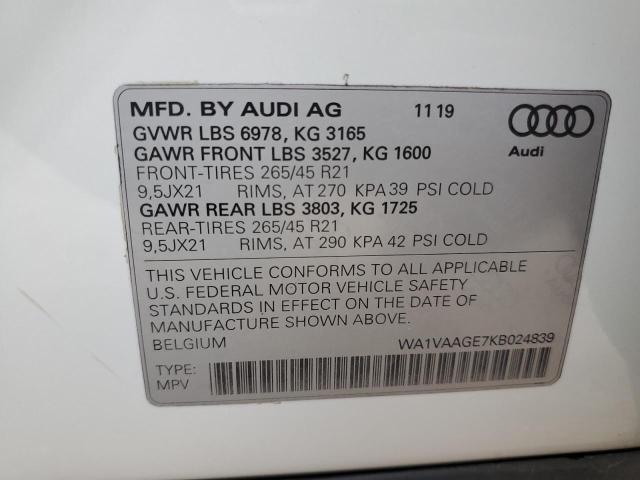 MFD. BY AUDI AG 11 19
GVWR LBS 6978, KG 3165
GAWR FRONT LBS 3527, KG 1600
FRONT-TIRES 265/45 R21
9,5JX21 RIMS, AT 270 KPA 39 PSI COLD
GAWR REAR LBS 3803, KG 1725
REAR-TIRES 265/45 R21
9,5JX21 RIMS, AT 290 KPA 42 PSI COLD
Audi
THIS VEHICLE CONFORMS TO ALL APPLICABLE
U.S. FEDERAL MOTOR VEHICLE SAFETY
STANDARDS IN EFFECT ON THE DATE OF
MANUFACTURE SHOWN ABOVE.
BELGIUM WA1VAAGE7KB024839
TYPE:
MPV